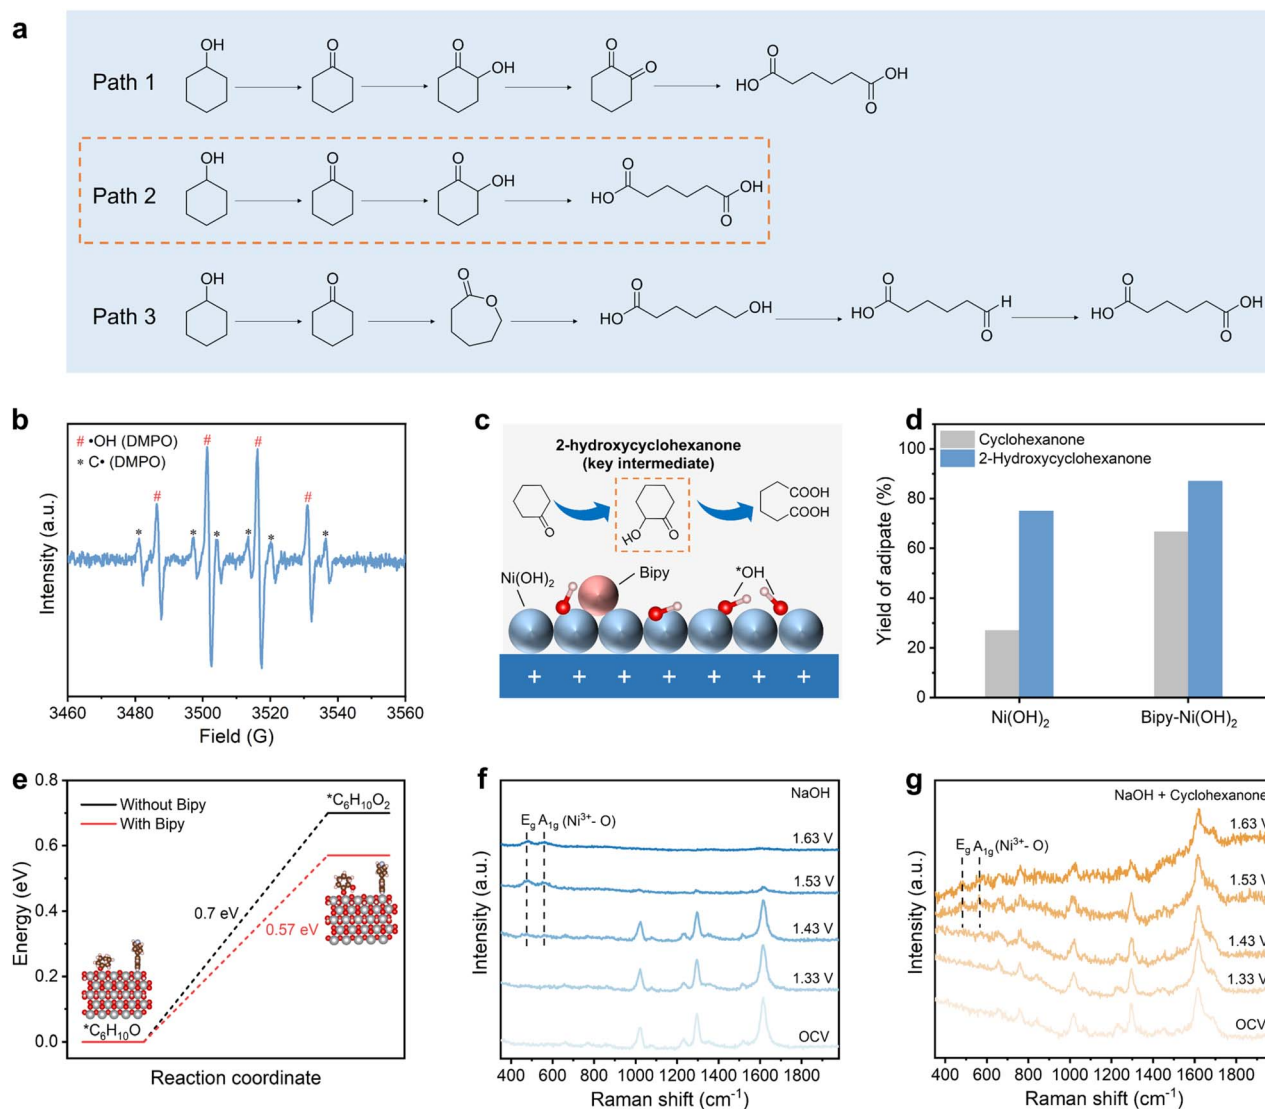 a
Path 1
OH
O
O
OH
O
O
O
HO
OH
O
Path 2
OH
O
O
OH
O
HO
OH
O
Path 3
OH
O
O
O
O
HO
OH
O
HO
H
O
O
HO
OH
O
b
# •OH (DMPO)
* C• (DMPO)
#
#
#
#
*
*
*
*
*
*
Intensity (a.u.)
3460
3480
3500
3520
3540
3560
Field (G)
c
2-hydroxycyclohexanone
(key intermediate)
O
HO
O
COOH
COOH
Ni(OH)2
Bipy
*OH
+ + + + + + +
d
Cyclohexanone
2-Hydroxycyclohexanone
Yield of adipate (%)
100
80
60
40
20
0
Ni(OH)2
Bipy-Ni(OH)2
e
Without Bipy
With Bipy
*C6H10O2
0.7 eV
0.57 eV
*C6H10O
Energy (eV)
0.8
0.6
0.4
0.2
0.0
Reaction coordinate
f
NaOH
Eg A1g (Ni3+- O)
1.63 V
1.53 V
1.43 V
1.33 V
OCV
Intensity (a.u.)
400 600 800 1000 1200 1400 1600 1800
Raman shift (cm-1)
g
NaOH + Cyclohexanone
Eg A1g (Ni3+- O)
1.63 V
1.53 V
1.43 V
1.33 V
OCV
Intensity (a.u.)
400 600 800 1000 1200 1400 1600 1800
Raman shift (cm-1)